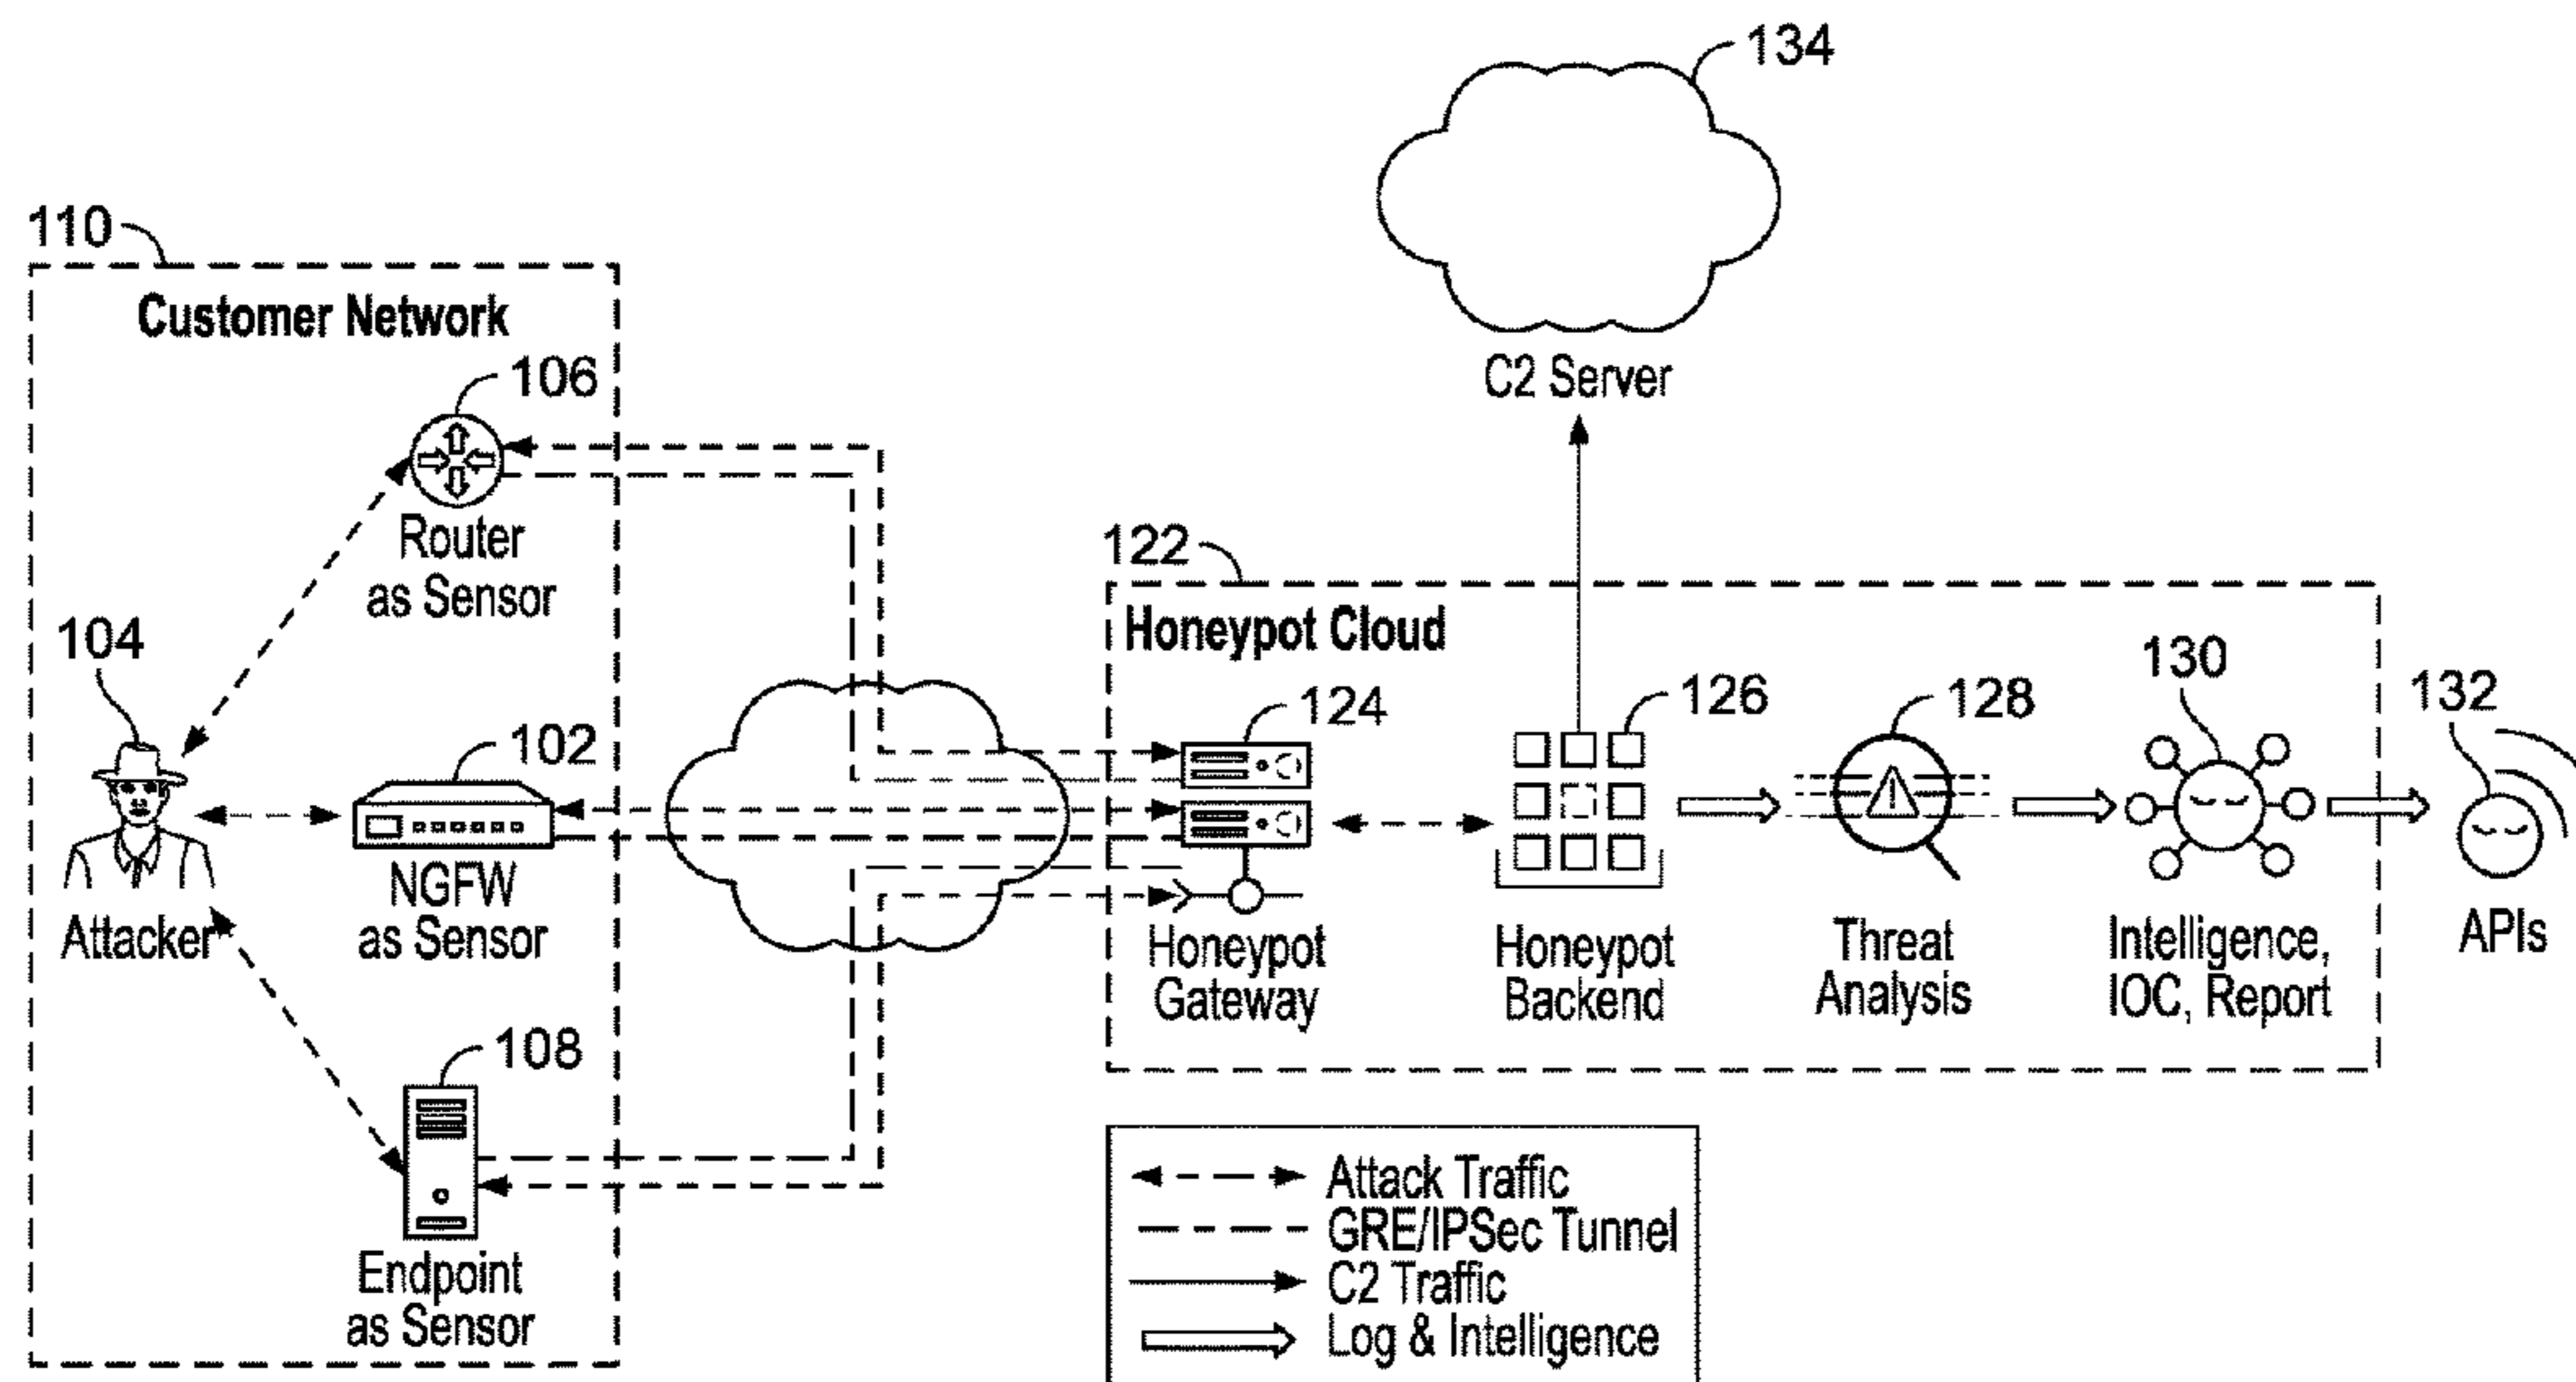 134
110
Customer Network
106
Router
as Sensor
104
Attacker
102
NGFW
as Sensor
108
Endpoint
as Sensor
C2 Server
122
Honeypot Cloud
124
Honeypot
Gateway
126
Honeypot
Backend
128
Threat
Analysis
130
Intelligence,
IOC, Report
132
APIs
Attack Traffic
GRE/IPSec Tunnel
C2 Traffic
Log & Intelligence